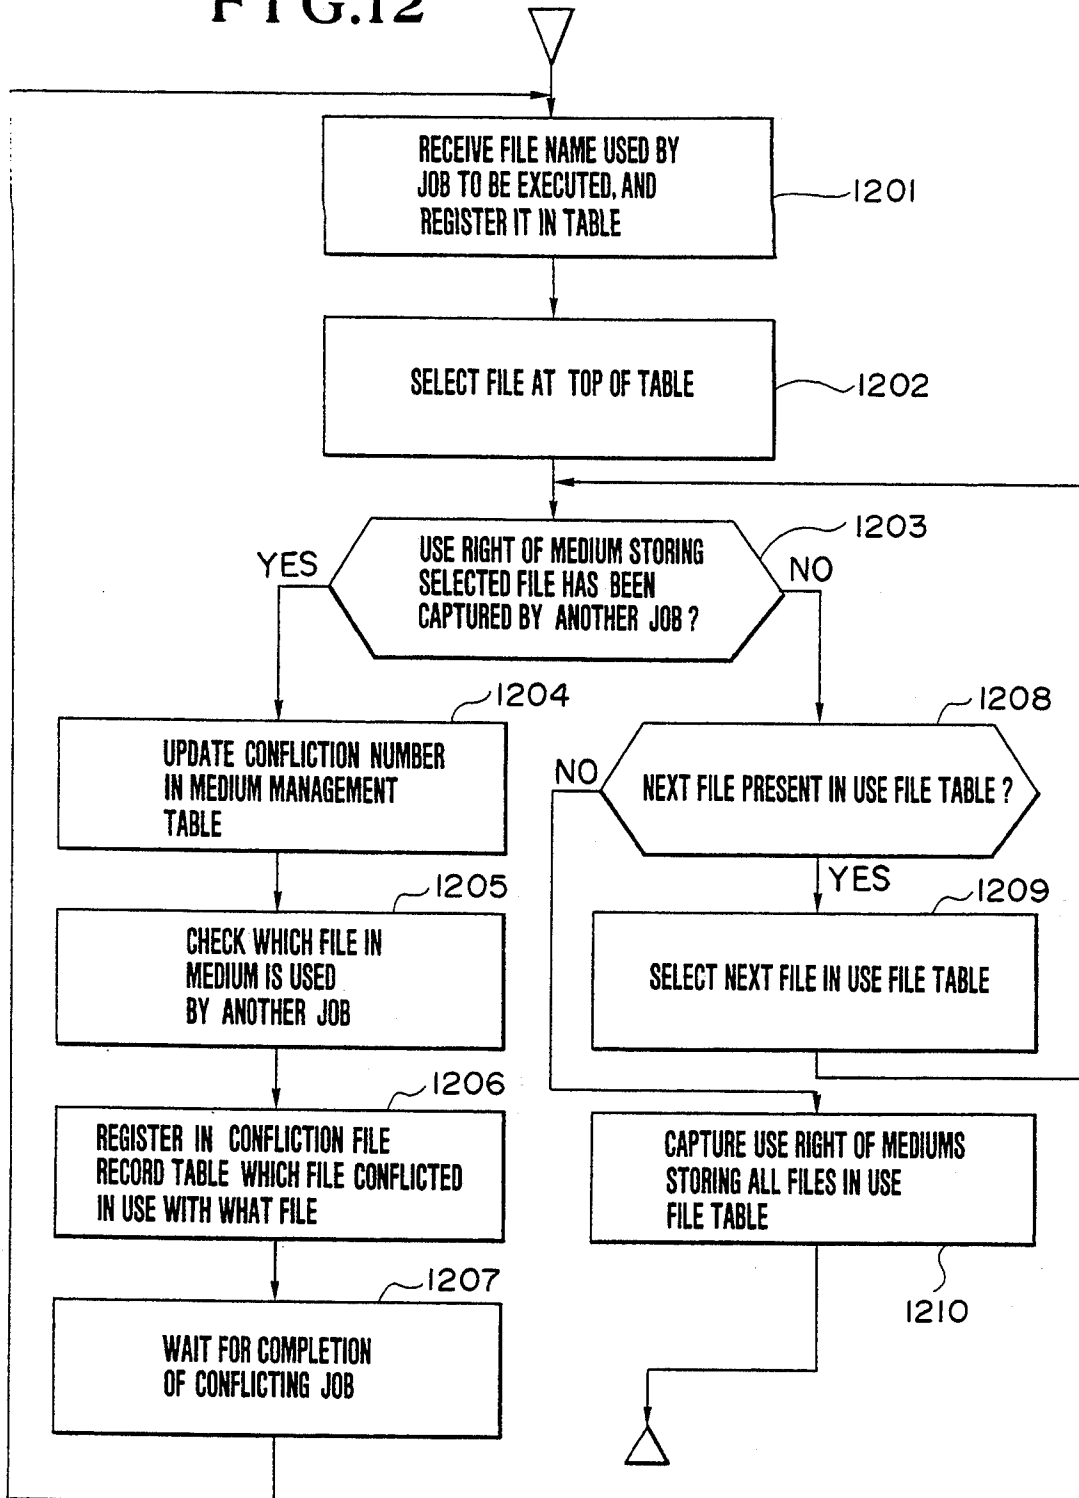 FIG.12
RECEIVE FILE NAME USED BY
JOB TO BE EXECUTED, AND
REGISTER IT IN TABLE
1201
SELECT FILE AT TOP OF TABLE
1202
USE RIGHT OF MEDIUM STORING
SELECTED FILE HAS BEEN
CAPTURED BY ANOTHER JOB ?
1203
YES
NO
1204
UPDATE CONFLICTION NUMBER
IN MEDIUM MANAGEMENT
TABLE
1208
NO
NEXT FILE PRESENT IN USE FILE TABLE ?
YES
1205
CHECK WHICH FILE IN
MEDIUM IS USED
BY ANOTHER JOB
1209
SELECT NEXT FILE IN USE FILE TABLE
1206
REGISTER IN CONFLICTION FILE
RECORD TABLE WHICH FILE CONFLICTED
IN USE WITH WHAT FILE
CAPTURE USE RIGHT OF MEDIUMS
STORING ALL FILES IN USE
FILE TABLE
1210
1207
WAIT FOR COMPLETION
OF CONFLICTING JOB